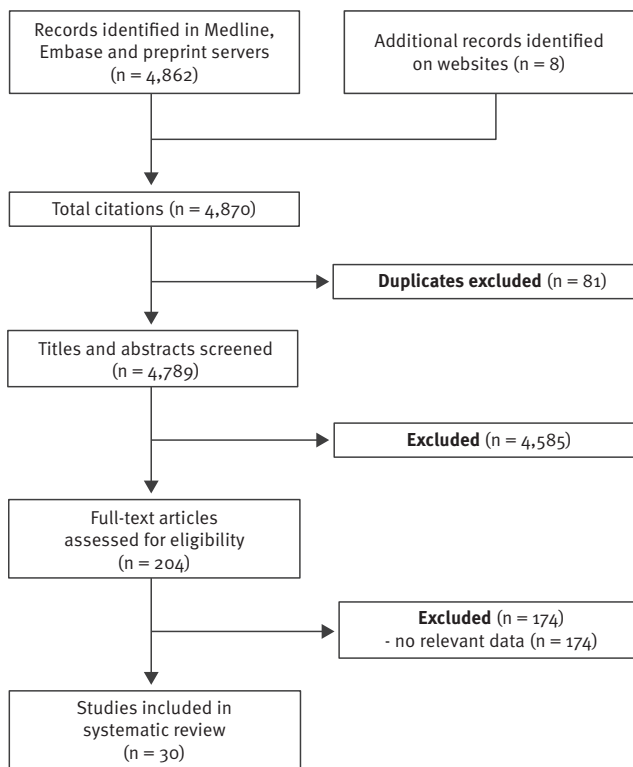 Records identified in Medline,
Embase and preprint servers
(n = 4,862)
Additional records identified
on websites (n = 8)
Total citations (n = 4,870)
Duplicates excluded (n = 81)
Titles and abstracts screened
(n = 4,789)
Excluded (n = 4,585)
Full-text articles
assessed for eligibility
(n = 204)
Excluded (n = 174)
- no relevant data (n = 174)
Studies included in
systematic review
(n = 30)